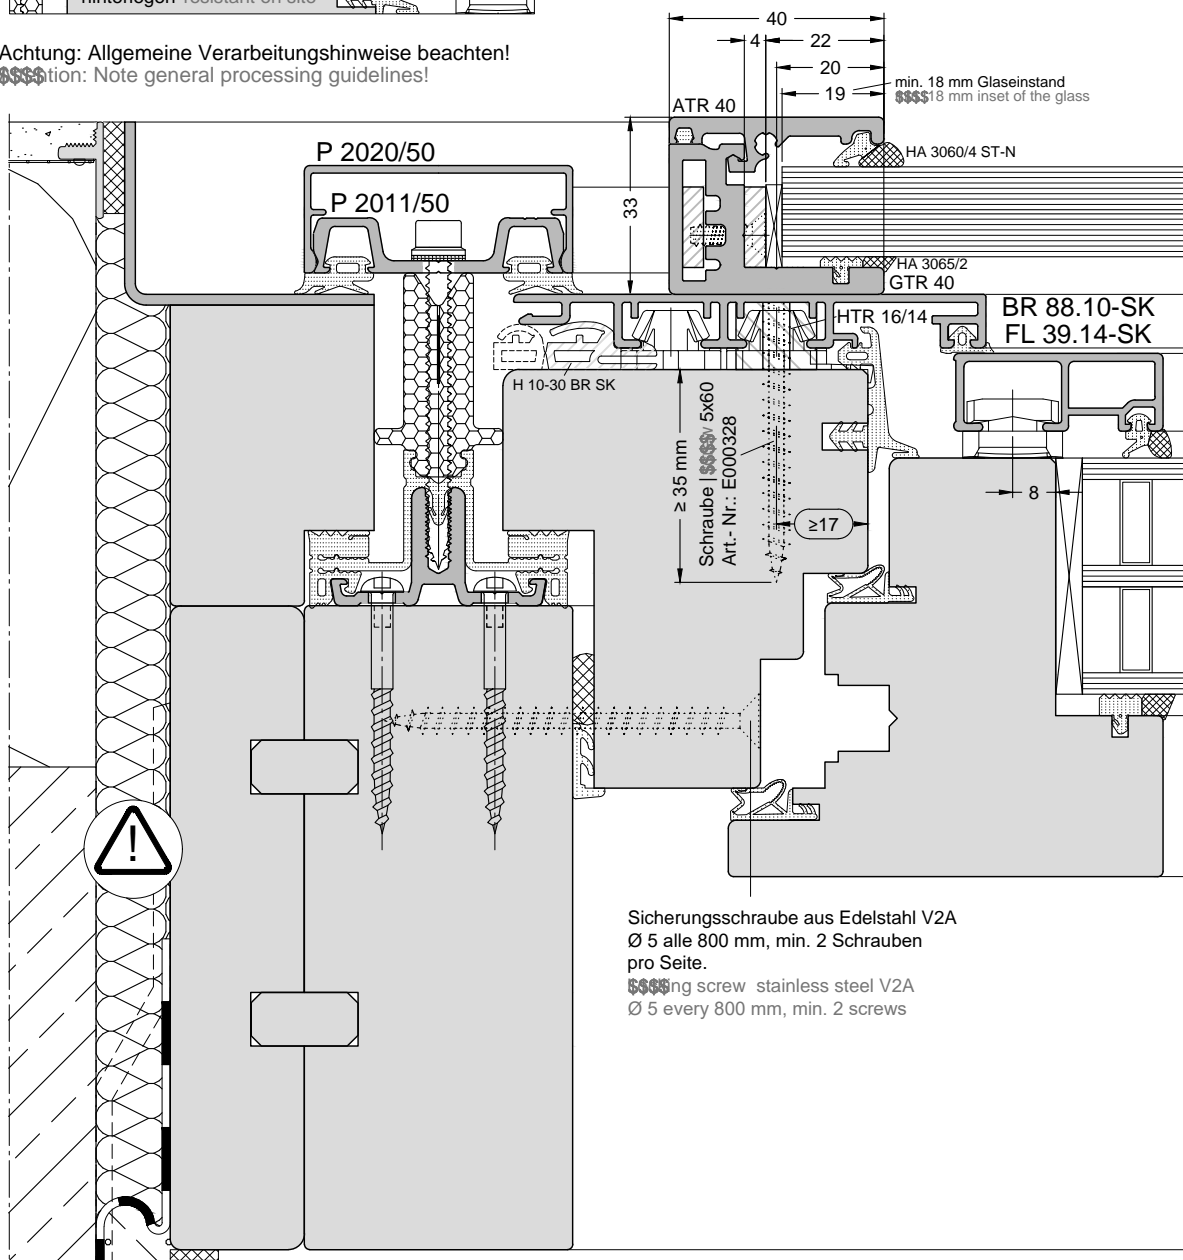 40
4
22
20
19
min. 18 mm Glaseinstand
18 mm inset of the glass
Achtung: Allgemeine Verarbeitungshinweise beachten!
Note general processing guidelines!
ATR 40
HA 3060/4 ST-N
P 2020/50
P 2011/50
33
HA 3065/2
GTR 40
BR 88.10-SK
FL 39.14-SK
HTR 16/14
H 10-30 BR SK
≥ 35 mm
Schraube | 5x60
Art.- Nr.: E000328
8
≥17
!
Sicherungsschraube aus Edelstahl V2A
Ø 5 alle 800 mm, min. 2 Schrauben
pro Seite.
screw stainless steel V2A
Ø 5 every 800 mm, min. 2 screws